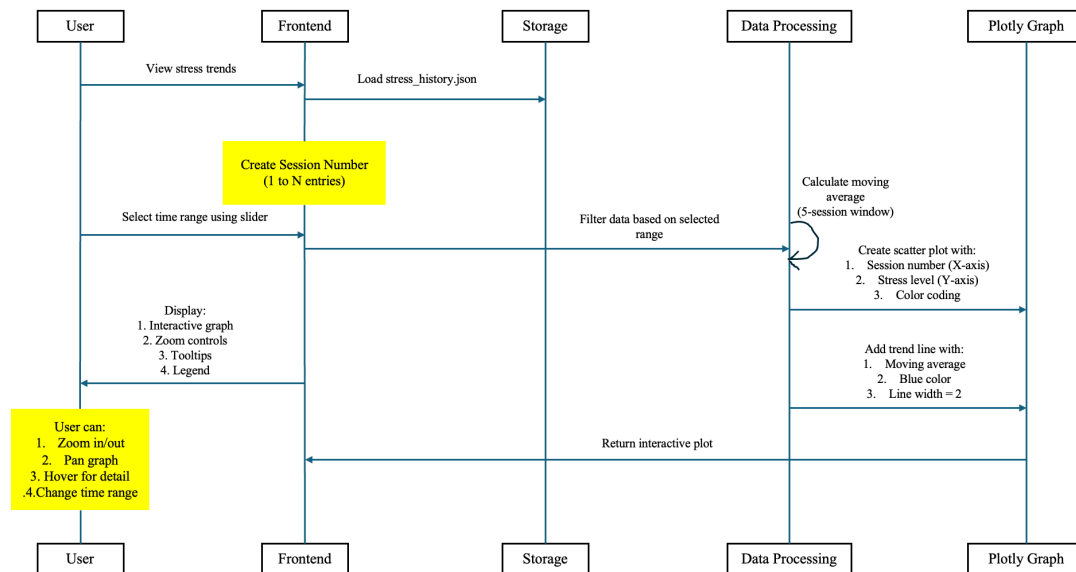 User
Frontend
Storage
Data Processing
Plotly Graph
View stress trends
Load stress_history.json
Create Session Number
(1 to N entries)
Calculate moving
average
(5-session window)
Select time range using slider
Filter data based on selected
range
Create scatter plot with:
1. Session number (X-axis)
2. Stress level (Y-axis)
3. Color coding
Display:
1. Interactive graph
2. Zoom controls
3. Tooltips
4. Legend
Add trend line with:
1. Moving average
2. Blue color
3. Line width = 2
User can:
1. Zoom in/out
2. Pan graph
3. Hover for detail
.4.Change time range
Return interactive plot
User
Frontend
Storage
Data Processing
Plotly Graph